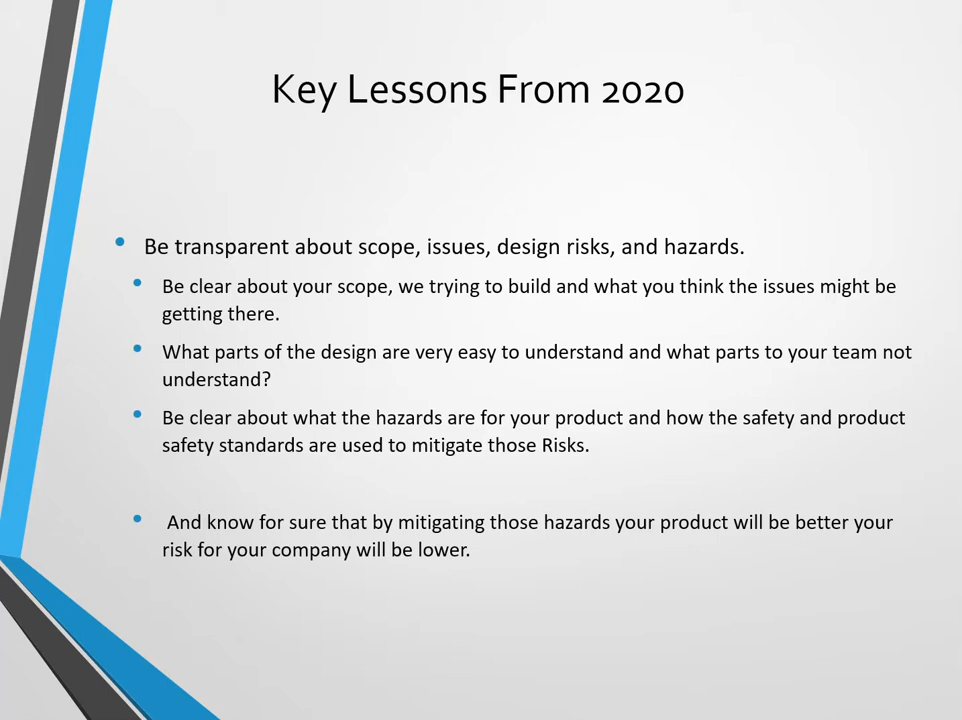 Key Lessons From 2020
• Be transparent about scope, issues, design risks, and hazards.
• Be clear about your scope, we trying to build and what you think the issues might be
getting there.
• What parts of the design are very easy to understand and what parts to your team not
understand?
• Be clear about what the hazards are for your product and how the safety and product
safety standards are used to mitigate those Risks.
• And know for sure that by mitigating those hazards your product will be better your
risk for your company will be lower.